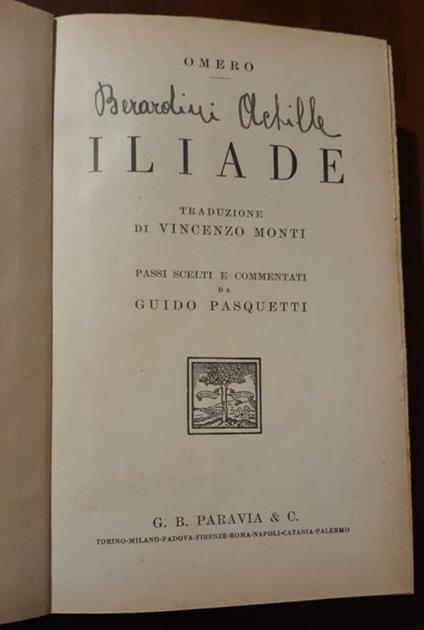 OMERO
Berardini Achille
ILIADE
TRADUZIONE
DI VINCENZO MONTI
PASSI SCELTI E COMMENTATI
DA
GUIDO PASQUETTI
G. B. PARAVIA & C.
TORINO-MILANO-PADOVA-FIRENZE-ROMA-NAPOLI-CATANIA-PALERMO